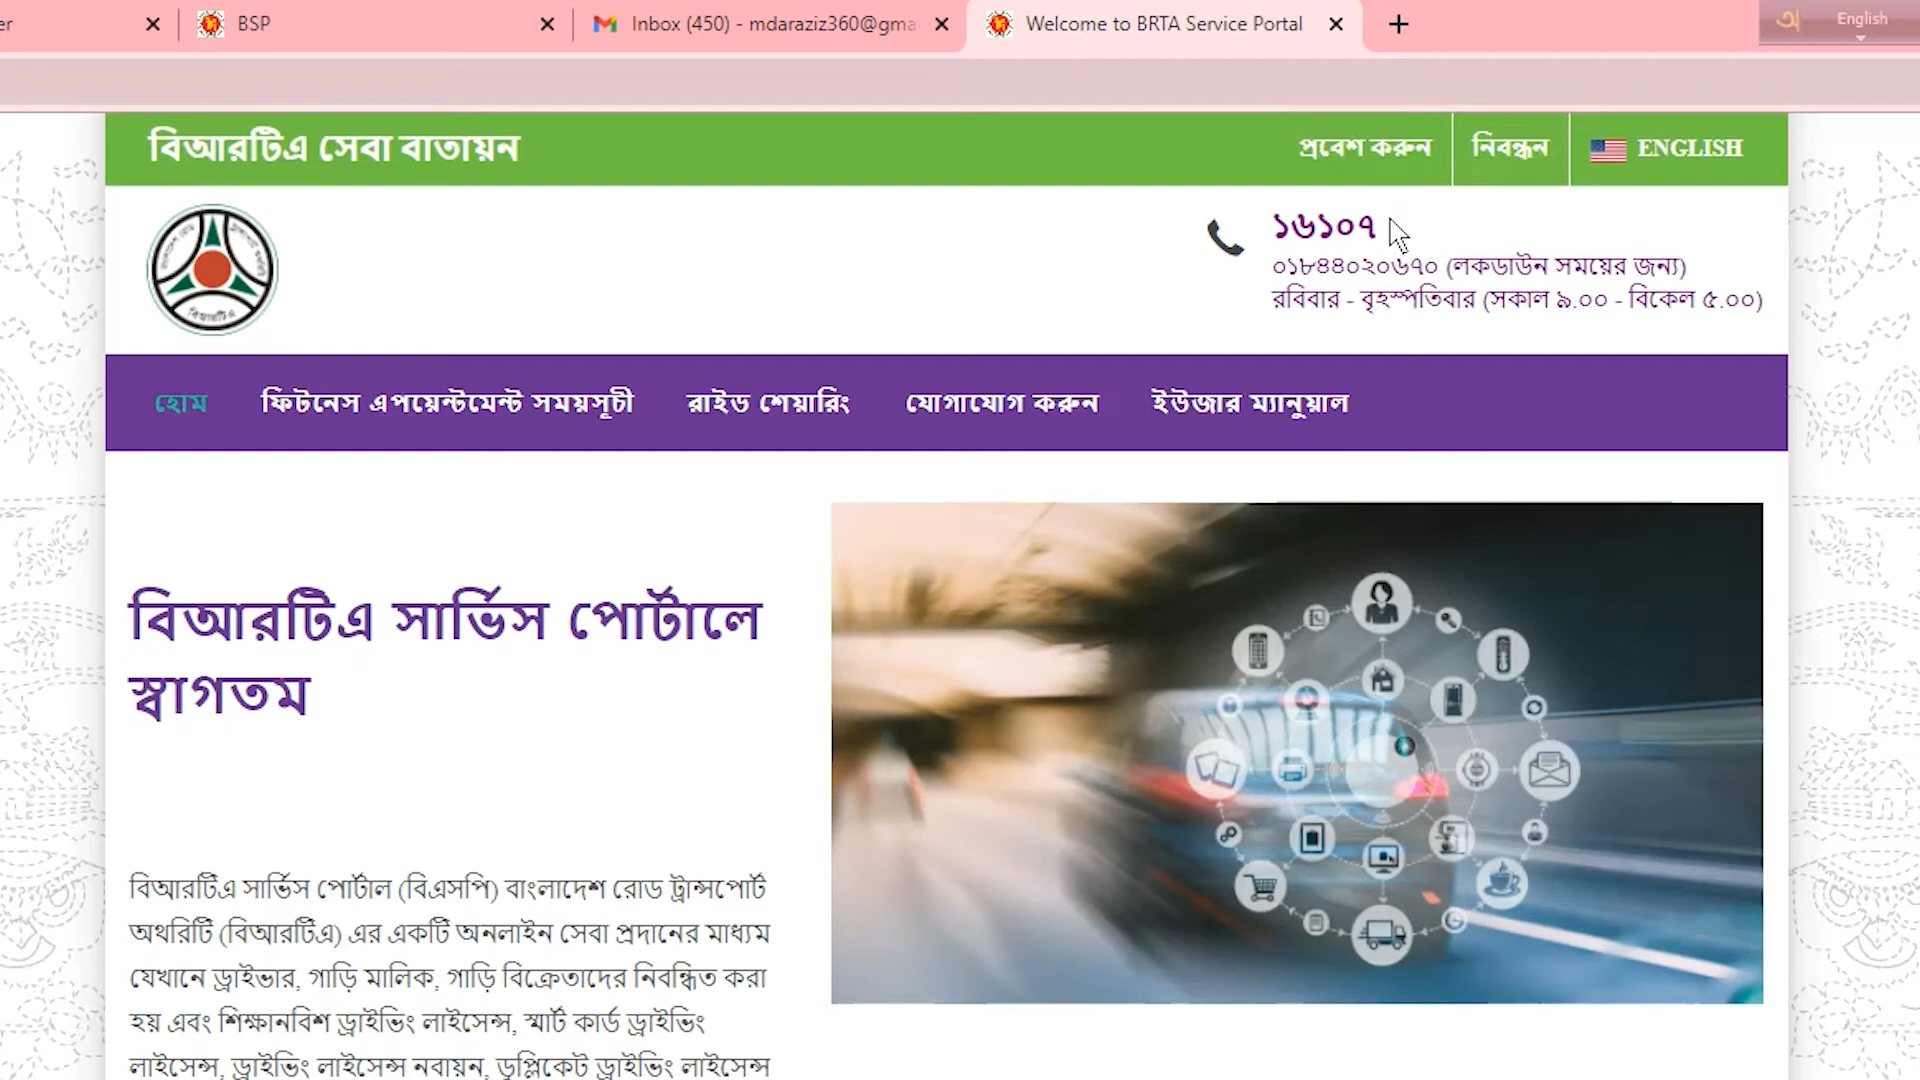 er
BSP
Inbox (450) - mdaraziz360@gma
Welcome to BRTA Service Portal
অ English
বিআরটিএ সেবা বাতায়ন
প্রবেশ করুন
নিবন্ধন
ENGLISH
১৬১০৭
০১৮৪৪০২০৬৭০ (লকডাউন সময়ের জন্য)
রবিবার - বৃহস্পতিবার (সকাল ৯.০০ - বিকেল ৫.০০)
বিআরটিএ
হোম
ফিটনেস এপয়েন্টমেন্ট সময়সূচী
রাইড শেয়ারিং
যোগাযোগ করুন
ইউজার ম্যানুয়াল
বিআরটিএ সার্ভিস পোর্টালে
স্বাগতম
বিআরটিএ সার্ভিস পোর্টাল (বিএসপি) বাংলাদেশ রোড ট্রান্সপোর্ট
অথরিটি (বিআরটিএ) এর একটি অনলাইন সেবা প্রদানের মাধ্যম
যেখানে ড্রাইভার, গাড়ি মালিক, গাড়ি বিক্রেতাদের নিবন্ধিত করা
হয় এবং শিক্ষানবিশ ড্রাইভিং লাইসেন্স, স্মার্ট কার্ড ড্রাইভিং
লাইসেন্স, ড্রাইভিং লাইসেন্স নবায়ন, ডুপ্লিকেট ড্রাইভিং লাইসেন্স